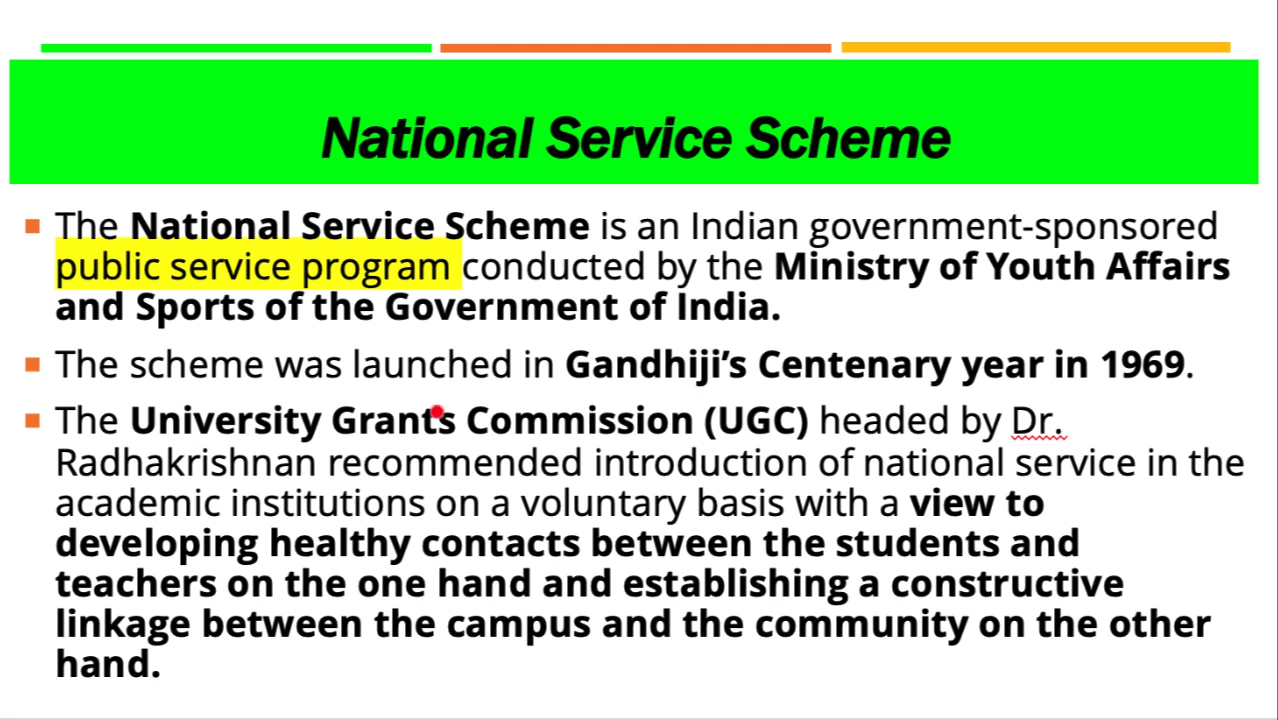 National Service Scheme
The National Service Scheme is an Indian government-sponsored
public service program conducted by the Ministry of Youth Affairs
and Sports of the Government of India.
The scheme was launched in Gandhiji’s Centenary year in 1969.
The University Grants Commission (UGC) headed by Dr.
Radhakrishnan recommended introduction of national service in the
academic institutions on a voluntary basis with a view to
developing healthy contacts between the students and
teachers on the one hand and establishing a constructive
linkage between the campus and the community on the other
hand.